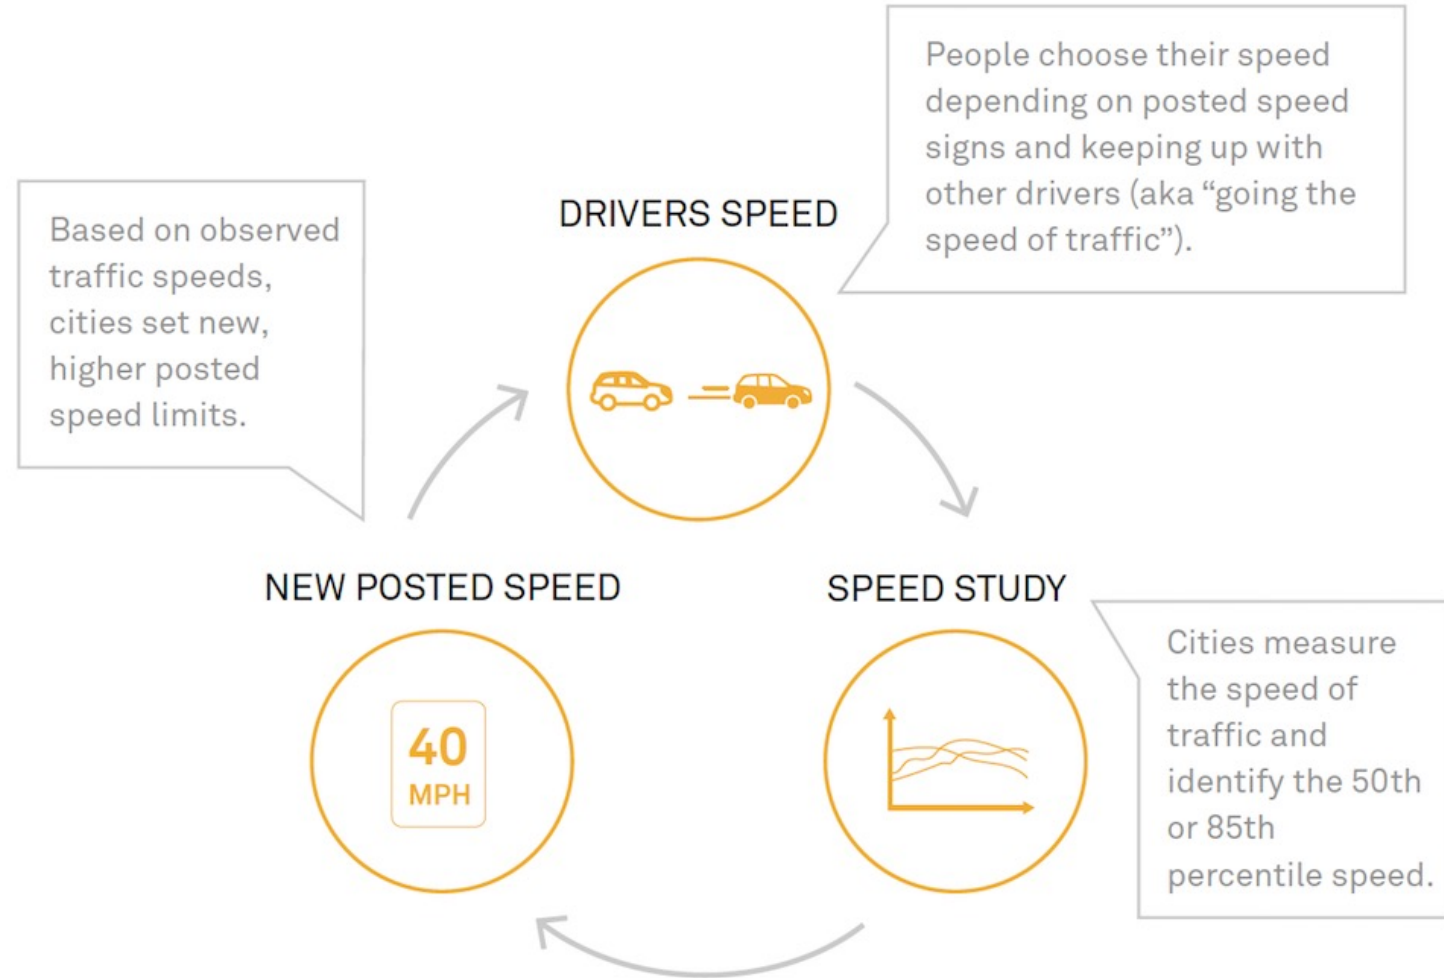 DRIVERS SPEED
People choose their speed
depending on posted speed
signs and keeping up with
other drivers (aka “going the
speed of traffic”).
SPEED STUDY
Cities measure
the speed of
traffic and
identify the 50th
or 85th
percentile speed.
NEW POSTED SPEED
40
MPH
Based on observed
traffic speeds,
cities set new,
higher posted
speed limits.